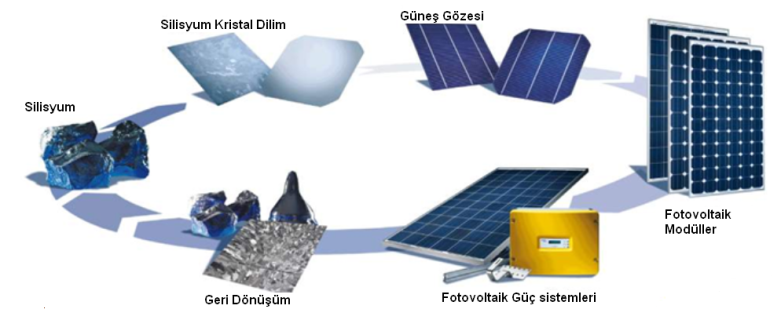 Silisyum Kristal Dilim
Güneş Gözesi
Silisyum
Fotovoltaik
Modüller
Geri Dönüşüm
Fotovoltaik Güç sistemleri